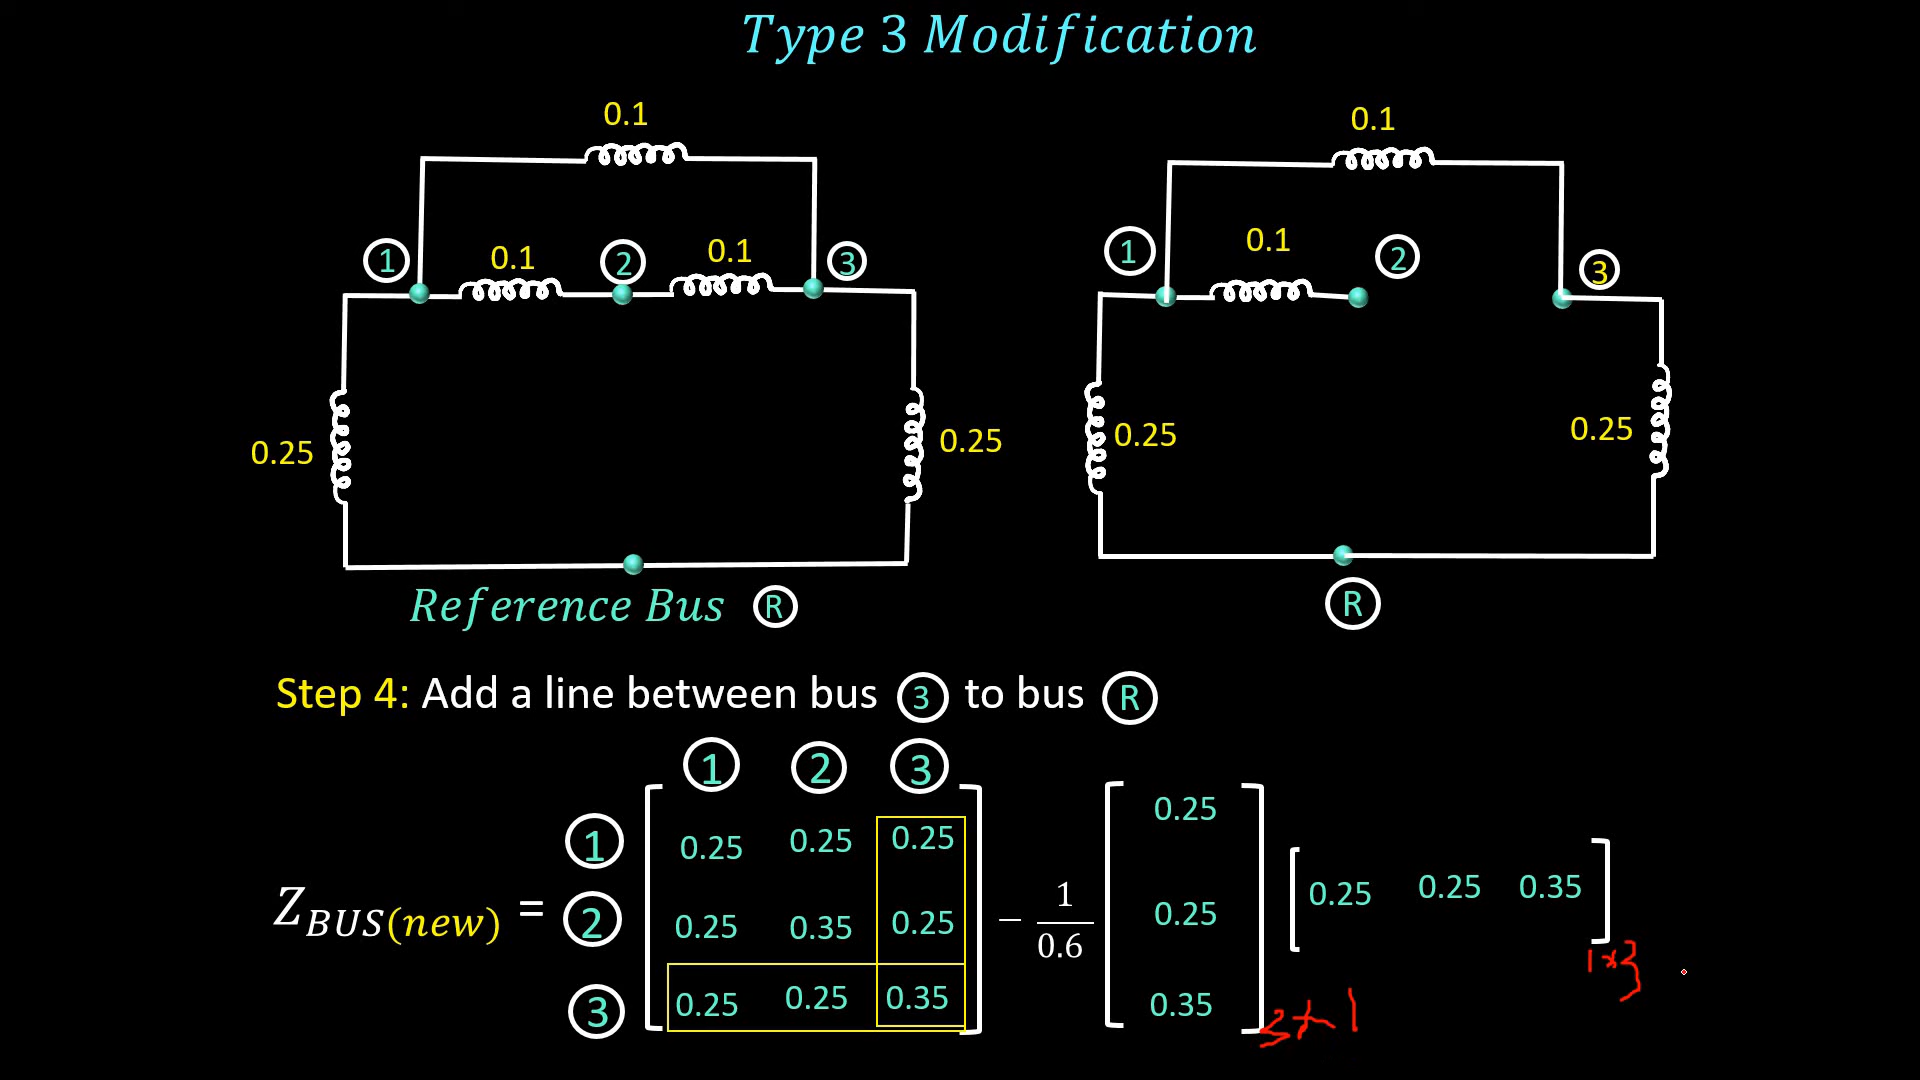 Type 3 Modification
0.1
0.1
1 0.1 2 0.1 3
1 0.1 2 3
0.25 0.25
0.25 0.25
Reference Bus R
R
Step 4: Add a line between bus 3 to bus R
1 2 3
1 0.25 0.25 0.25
2 0.25 0.35 0.25
3 0.25 0.25 0.35
Z_BUS(new) = − 1/0.6
0.25
0.25
0.35
3×1
0.25 0.25 0.35
1×3